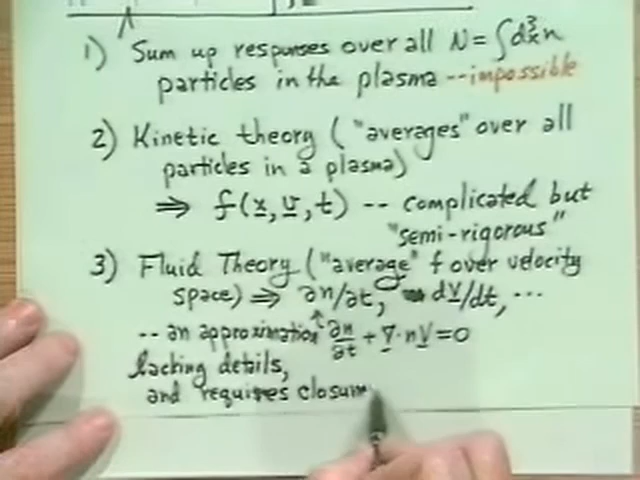 1) Sum up responses over all N = ∫d³x n
particles in the plasma -- impossible
2) Kinetic theory ("averages" over all
particles in a plasma)
⇒ f(x, v, t) -- complicated but
"semi-rigorous"
3) Fluid Theory ("average" f over velocity
space) ⇒ ∂n/∂t, dV/dt, ...
-- an approximation ∂n/∂t + ∇·nV = 0
lacking details,
and requires closure